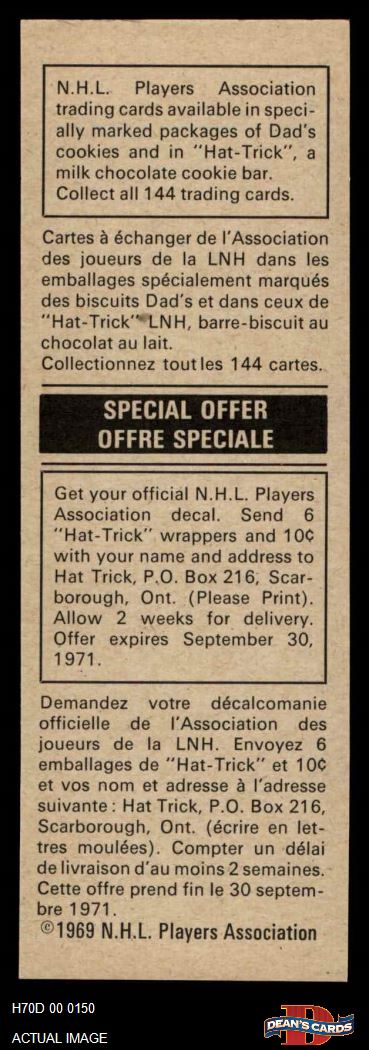 N.H.L. Players Association
trading cards available in speci-
ally marked packages of Dad's
cookies and in "Hat-Trick", a
milk chocolate cookie bar.
Collect all 144 trading cards.
Cartes à échanger de l'Association
des joueurs de la LNH dans les
emballages spécialement marqués
des biscuits Dad's et dans ceux de
"Hat-Trick" LNH, barre-biscuit au
chocolat au lait.
Collectionnez toutles 144 cartes.
SPECIAL OFFER
OFFRE SPECIALE
Get your official N.H.L. Players
Association decal. Send 6
"Hat-Trick" wrappers and 10¢
with your name and address to
Hat Trick, P.O. Box 216, Scar-
borough, Ont. (Please Print).
Allow 2 weeks for delivery.
Offer expires September 30,
1971.
Demandez votre décalcomanie
officielle de l'Association des
joueurs de la LNH. Envoyez 6
emballages de "Hat-Trick" et 10¢
et vos nom et adresse à l'adresse
suivante: Hat Trick, P.O. Box 216,
Scarborough, Ont. (écrire en let-
tres moulées). Compter un délai
de livraison d'au moins 2 semaines.
Cette offre prend fin le 30 septem-
bre 1971.
©1969 N.H.L. Players Association
H70D 00 0150
ACTUAL IMAGE
DEAN'S CARDS